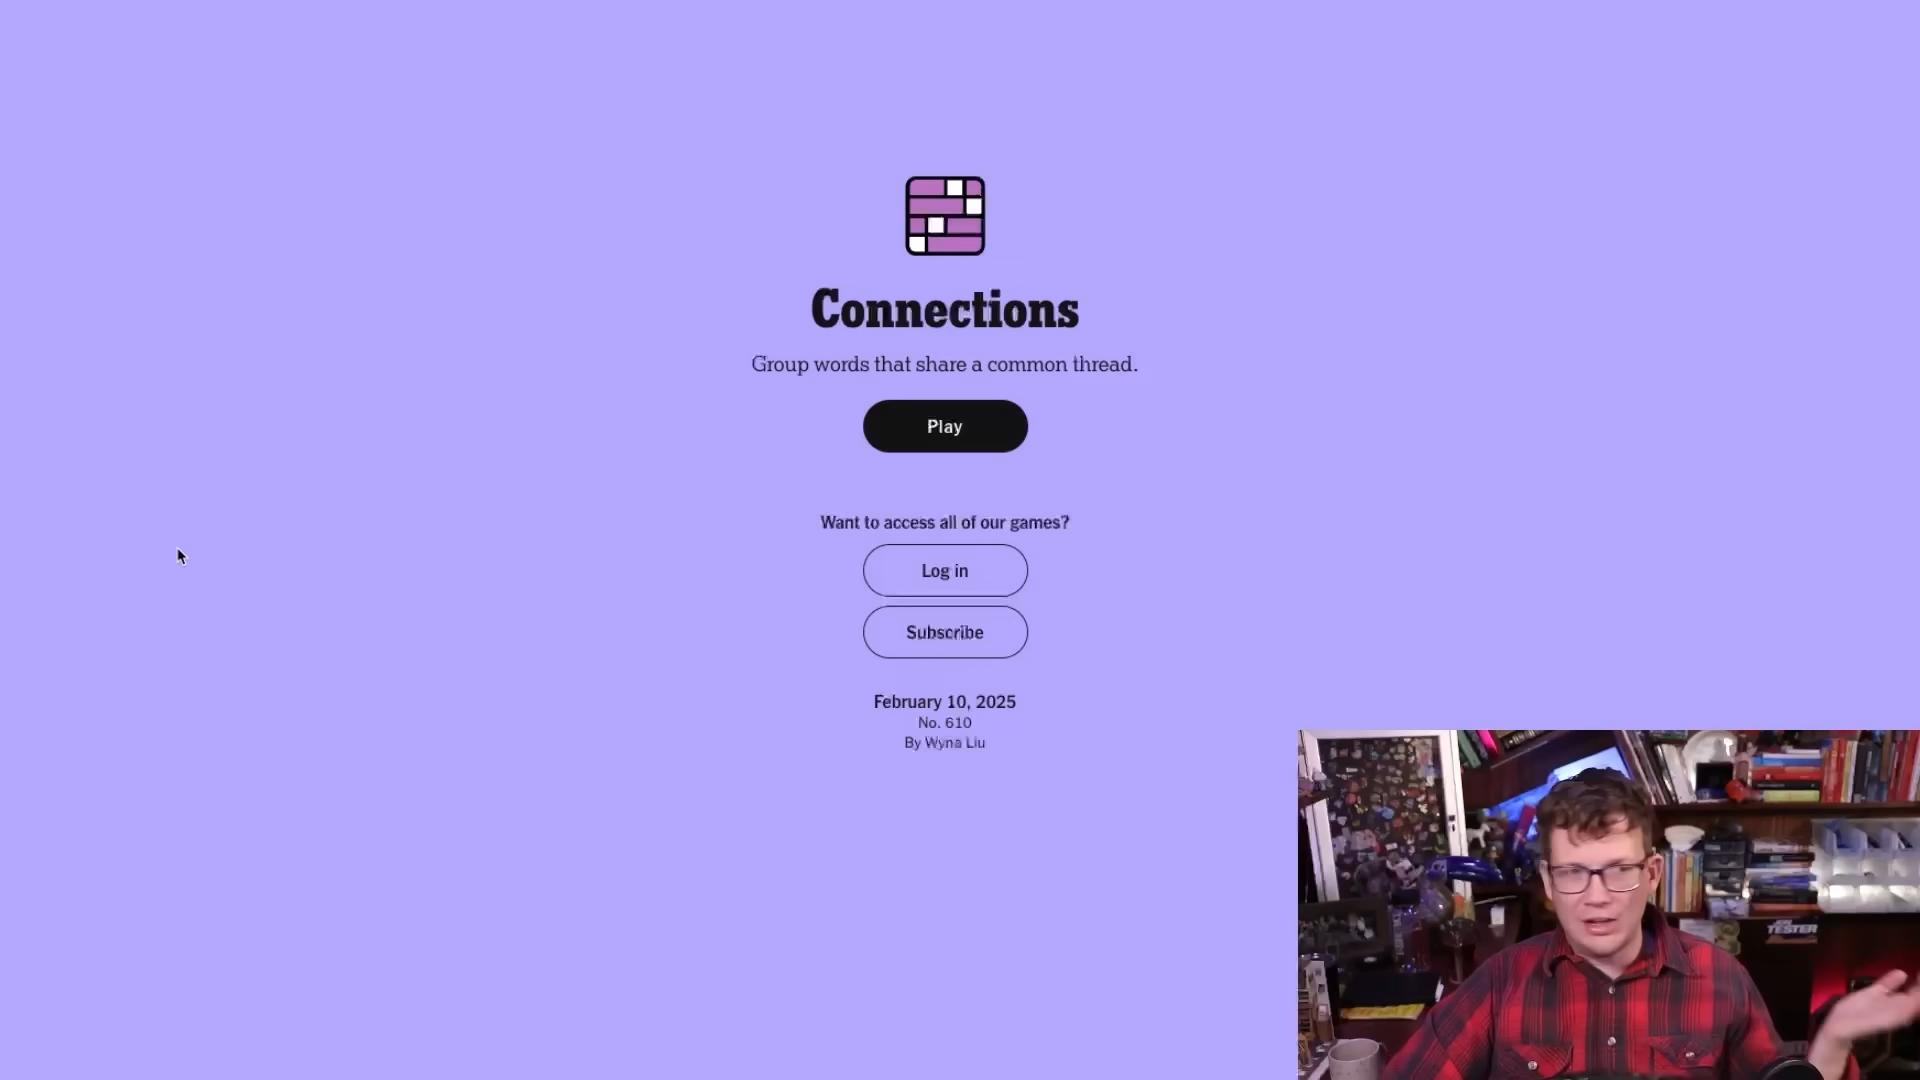 Connections
Group words that share a common thread.
Play
Want to access all of our games?
Log in
Subscribe
February 10, 2025
No. 610
By Wyna Liu
TESTER